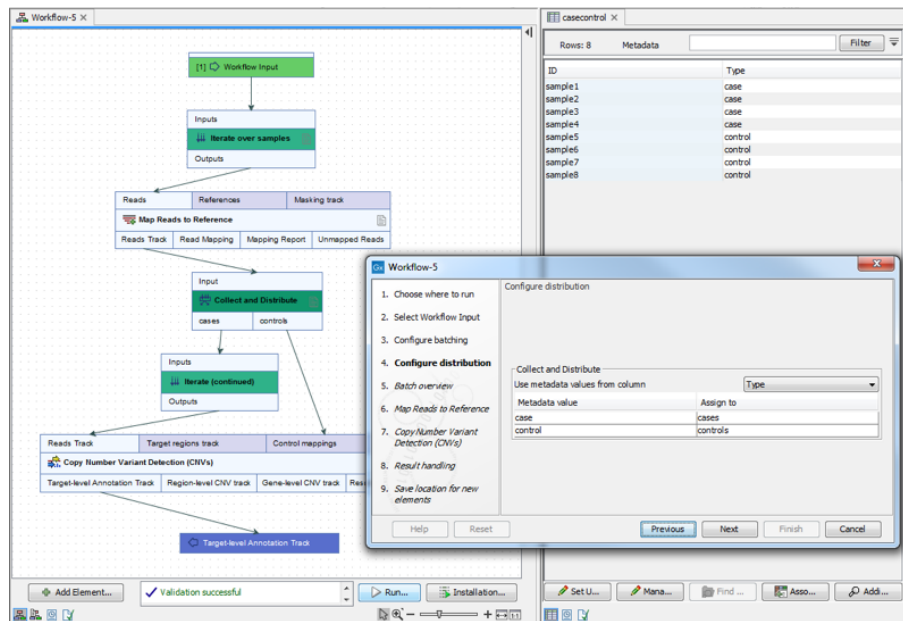 Workflow-5
[1] Workflow Input
Inputs
Iterate over samples
Outputs
Reads References Masking track
Map Reads to Reference
Reads Track Read Mapping Mapping Report Unmapped Reads
Input
Collect and Distribute
cases controls
Inputs
Iterate (continued)
Outputs
Reads Track Target regions track Control mappings
Copy Number Variant Detection (CNVs)
Target-level Annotation Track Region-level CNV track Gene-level CNV track
Target-level Annotation Track
Add Element... Validation successful Run... Installation...
casecontrol
Rows: 8 Metadata Filter
ID Type
sample1 case
sample2 case
sample3 case
sample4 case
sample5 control
sample6 control
sample7 control
sample8 control
Workflow-5
1. Choose where to run
2. Select Workflow Input
3. Configure batching
4. Configure distribution
5. Batch overview
6. Map Reads to Reference
7. Copy Number Variant
Detection (CNVs)
8. Result handling
9. Save location for new
elements
Configure distribution
Collect and Distribute
Use metadata values from column Type
Metadata value Assign to
case cases
control controls
Help Reset Previous Next Finish Cancel
Set U... Mana... Find ... Asso... Addi...